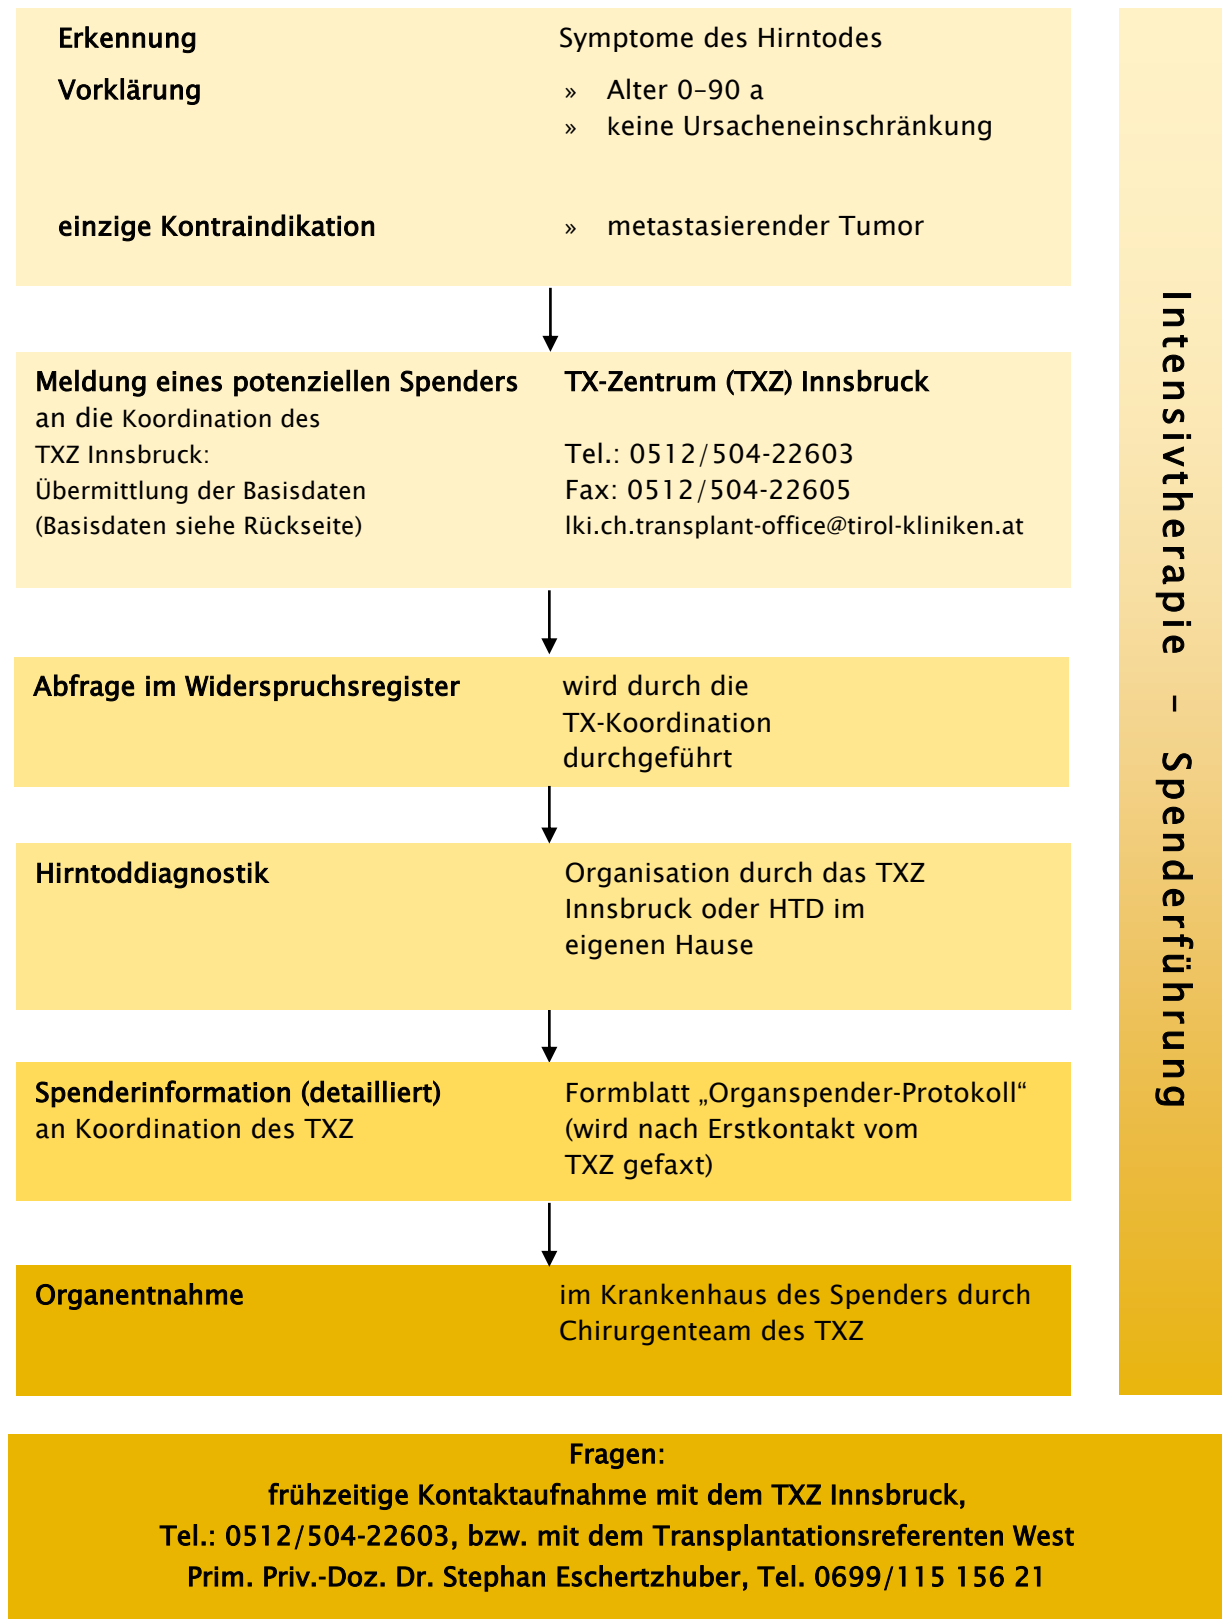 Erkennung Symptome des Hirntodes
Vorklärung » Alter 0–90 a
» keine Ursacheneinschränkung
einzige Kontraindikation » metastasierender Tumor
Meldung eines potenziellen Spenders
an die Koordination des
TXZ Innsbruck:
Übermittlung der Basisdaten
(Basisdaten siehe Rückseite)
TX-Zentrum (TXZ) Innsbruck
Tel.: 0512/504-22603
Fax: 0512/504-22605
lki.ch.transplant-office@tirol-kliniken.at
Abfrage im Widerspruchsregister
wird durch die
TX-Koordination
durchgeführt
Hirntoddiagnostik
Organisation durch das TXZ
Innsbruck oder HTD im
eigenen Hause
Spenderinformation (detailliert)
an Koordination des TXZ
Formblatt „Organspender-Protokoll“
(wird nach Erstkontakt vom
TXZ gefaxt)
Organentnahme
im Krankenhaus des Spenders durch
Chirurgenteam des TXZ
Intensivtherapie – Spenderführung
Fragen:
frühzeitige Kontaktaufnahme mit dem TXZ Innsbruck,
Tel.: 0512/504-22603, bzw. mit dem Transplantationsreferenten West
Prim. Priv.-Doz. Dr. Stephan Eschertzhuber, Tel. 0699/115 156 21